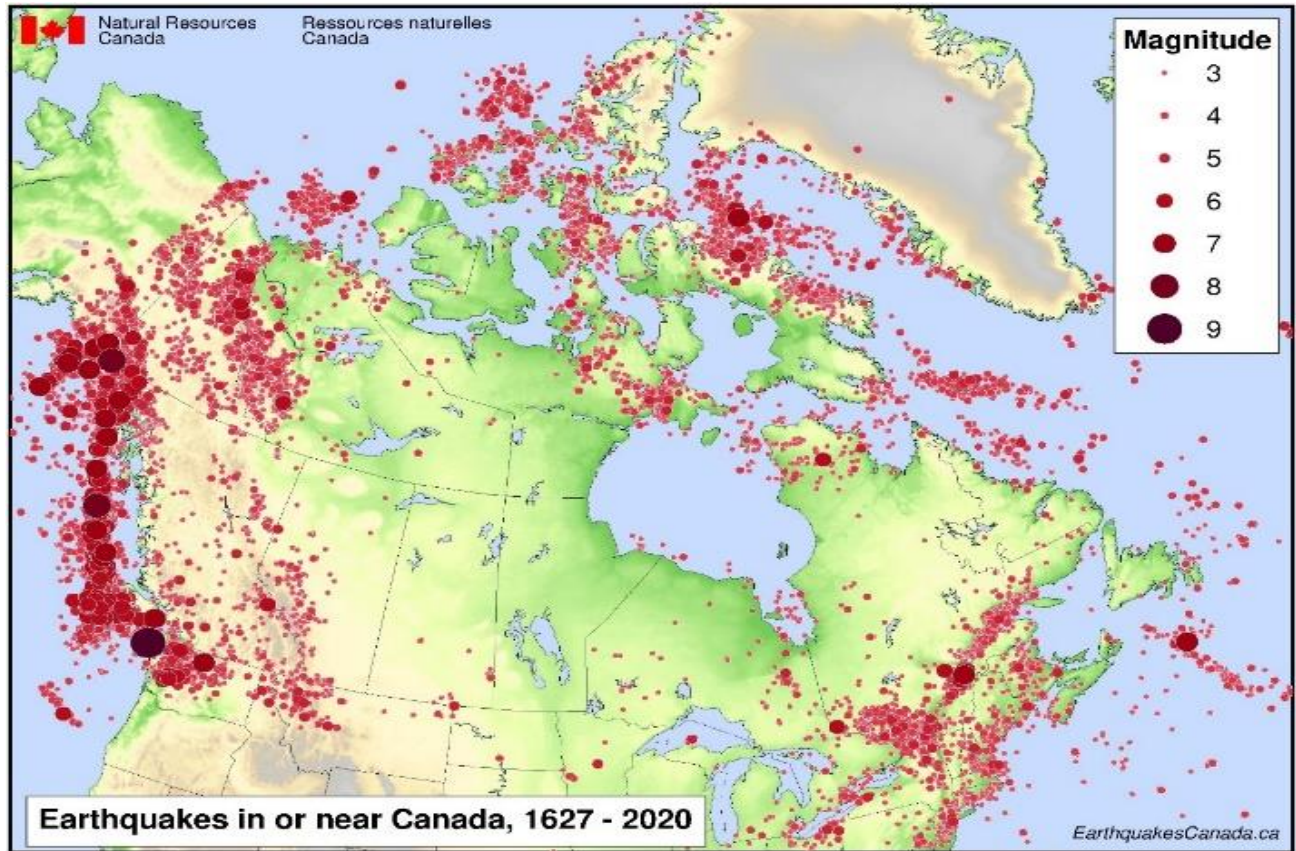 Natural Resources Ressources naturelles
Canada Canada
Magnitude
3
4
5
6
7
8
9
Earthquakes in or near Canada, 1627 - 2020
EarthquakesCanada.ca